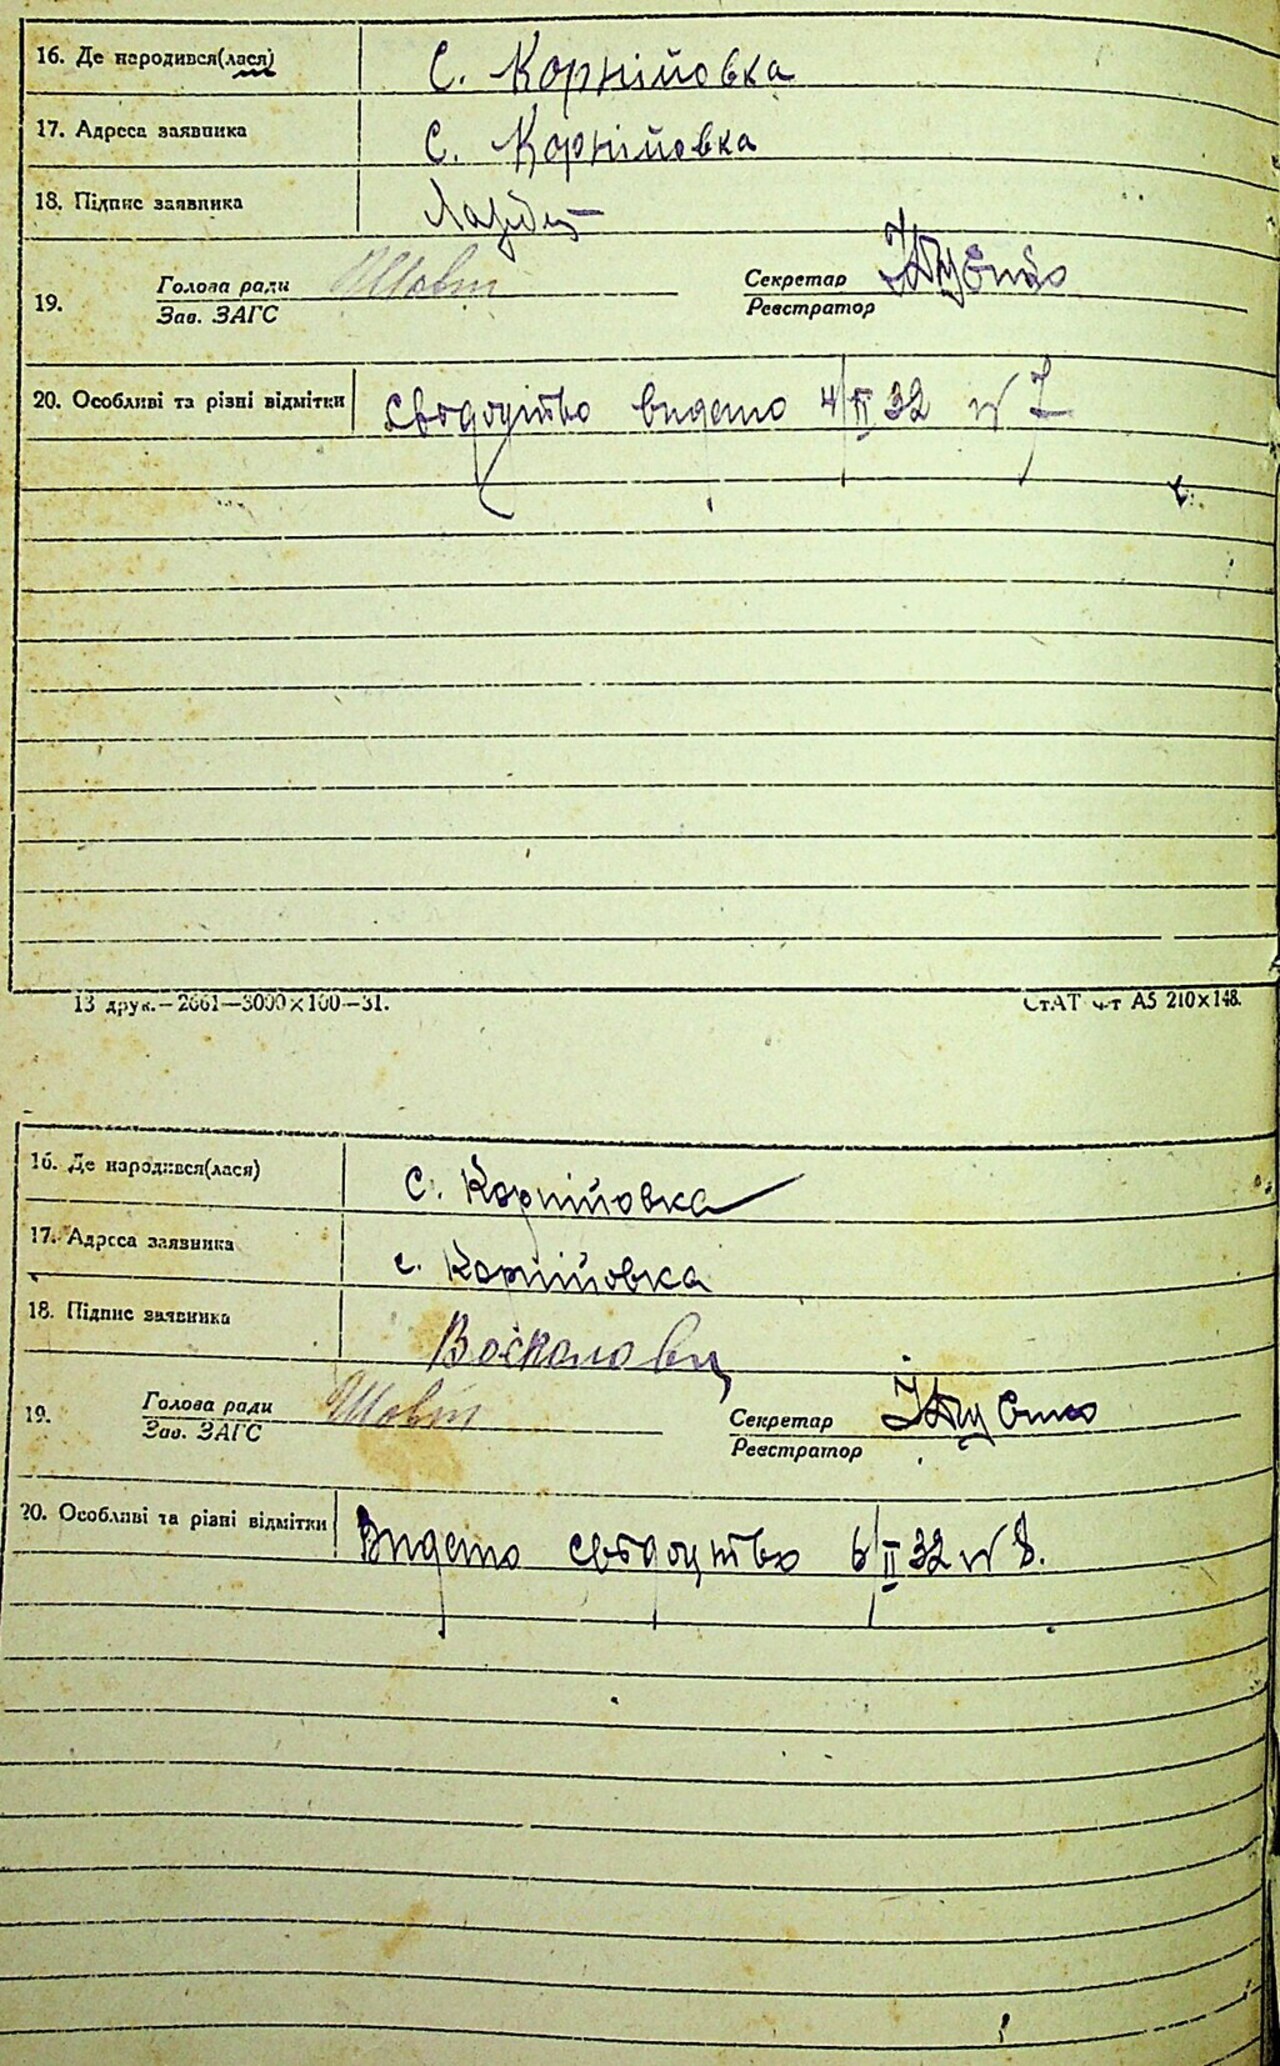 16. Де народився(лася) с. Корнійовка
17. Адреса заявника с. Корнійовка
18. Підпис заявника
19. Голова ради Секретар
Зав. ЗАГС Реєстратор
20. Особливі та різні відмітки Свідоцтво видано 4/II 32 № 7
13 друк.—2661—3000×100—31. СтАТ ф-т А5 210×148.
16. Де народився(лася) с. Корнійовка
17. Адреса заявника с. Корнійовка
18. Підпис заявника
19. Голова ради Секретар
Зав. ЗАГС Реєстратор
20. Особливі та різні відмітки Видано свідоцтво 6/II 32 № 8.